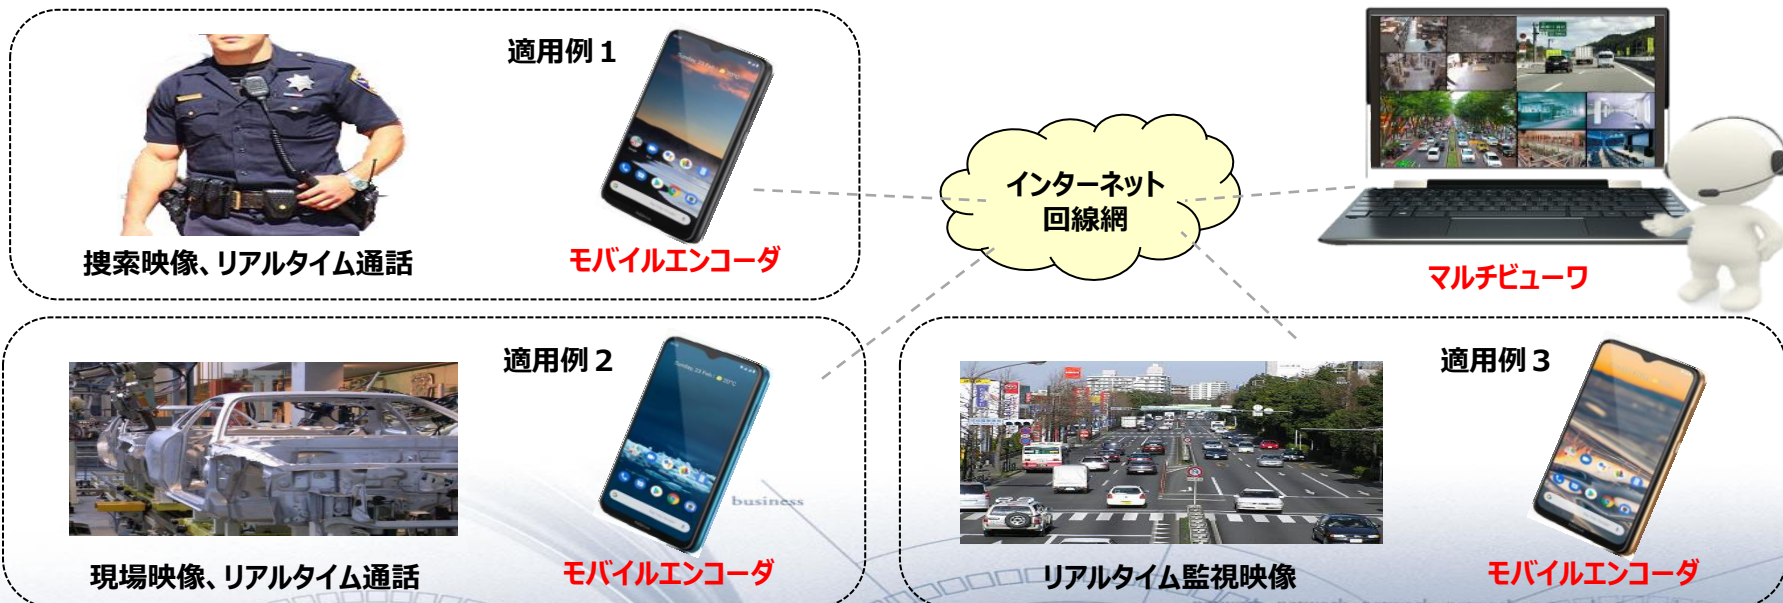 適用例１
捜索映像、リアルタイム通話
モバイルエンコーダ
インターネット
回線網
マルチビューワ
適用例２
現場映像、リアルタイム通話
モバイルエンコーダ
business
適用例３
リアルタイム監視映像
モバイルエンコーダ